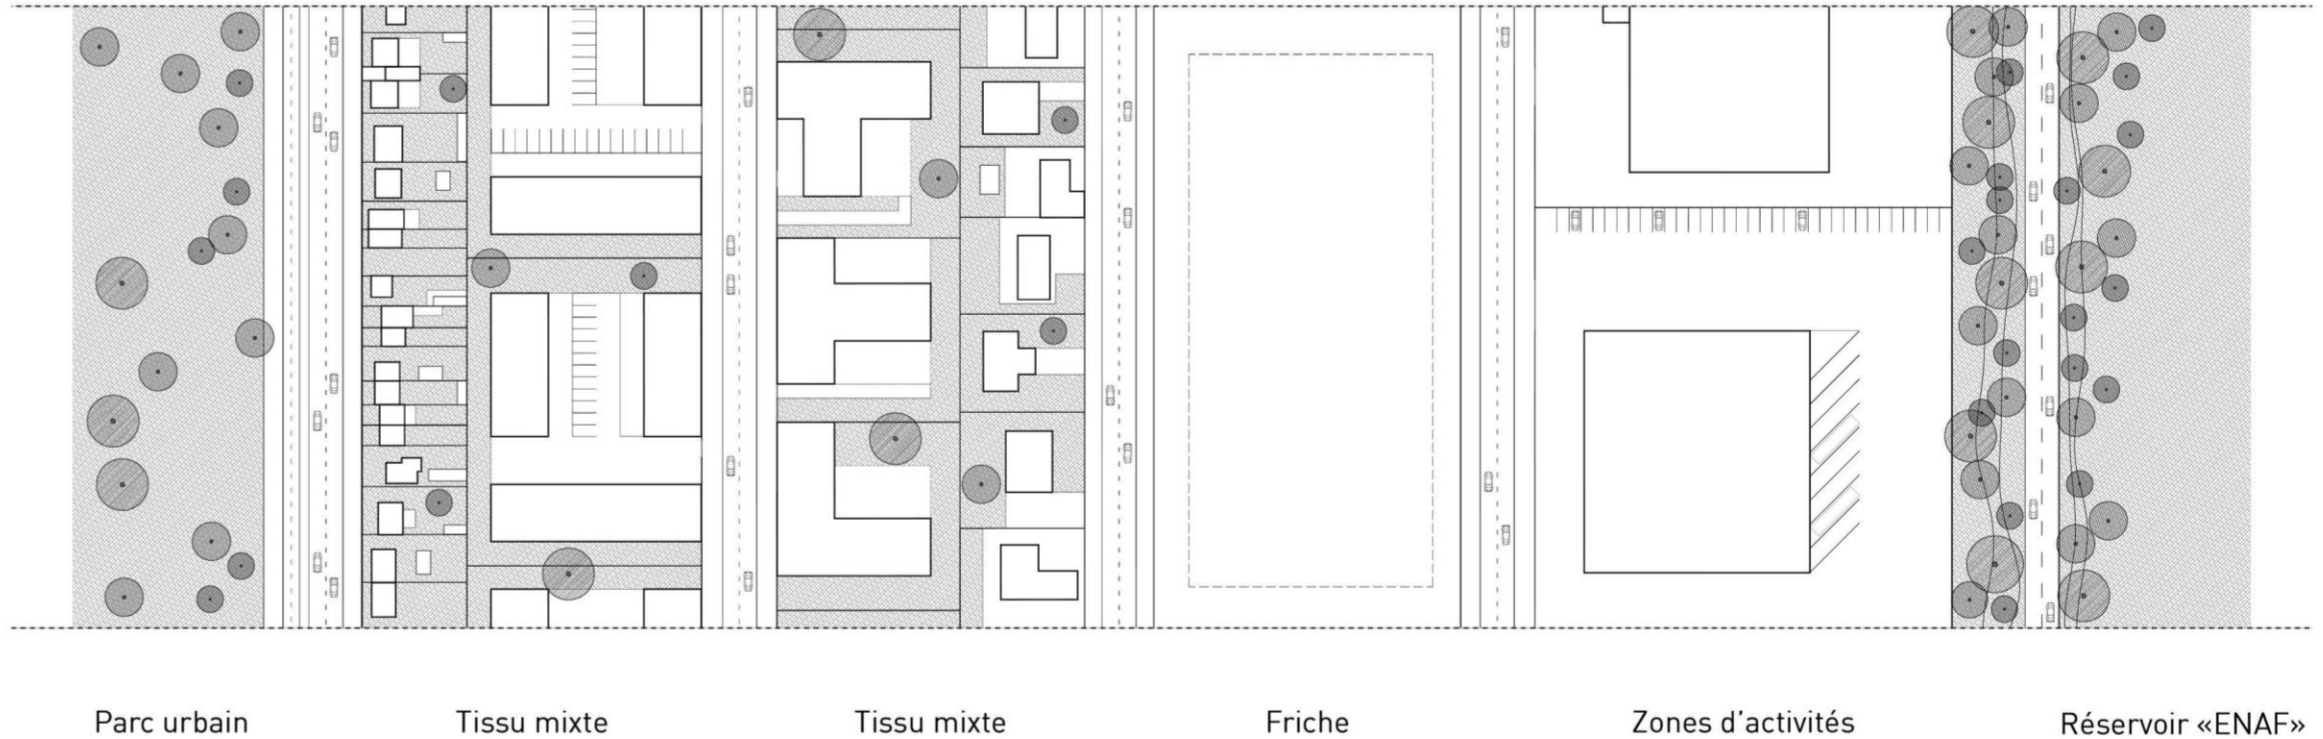 Parc urbain
Tissu mixte
Tissu mixte
Friche
Zones d'activités
Réservoir «ENAF»